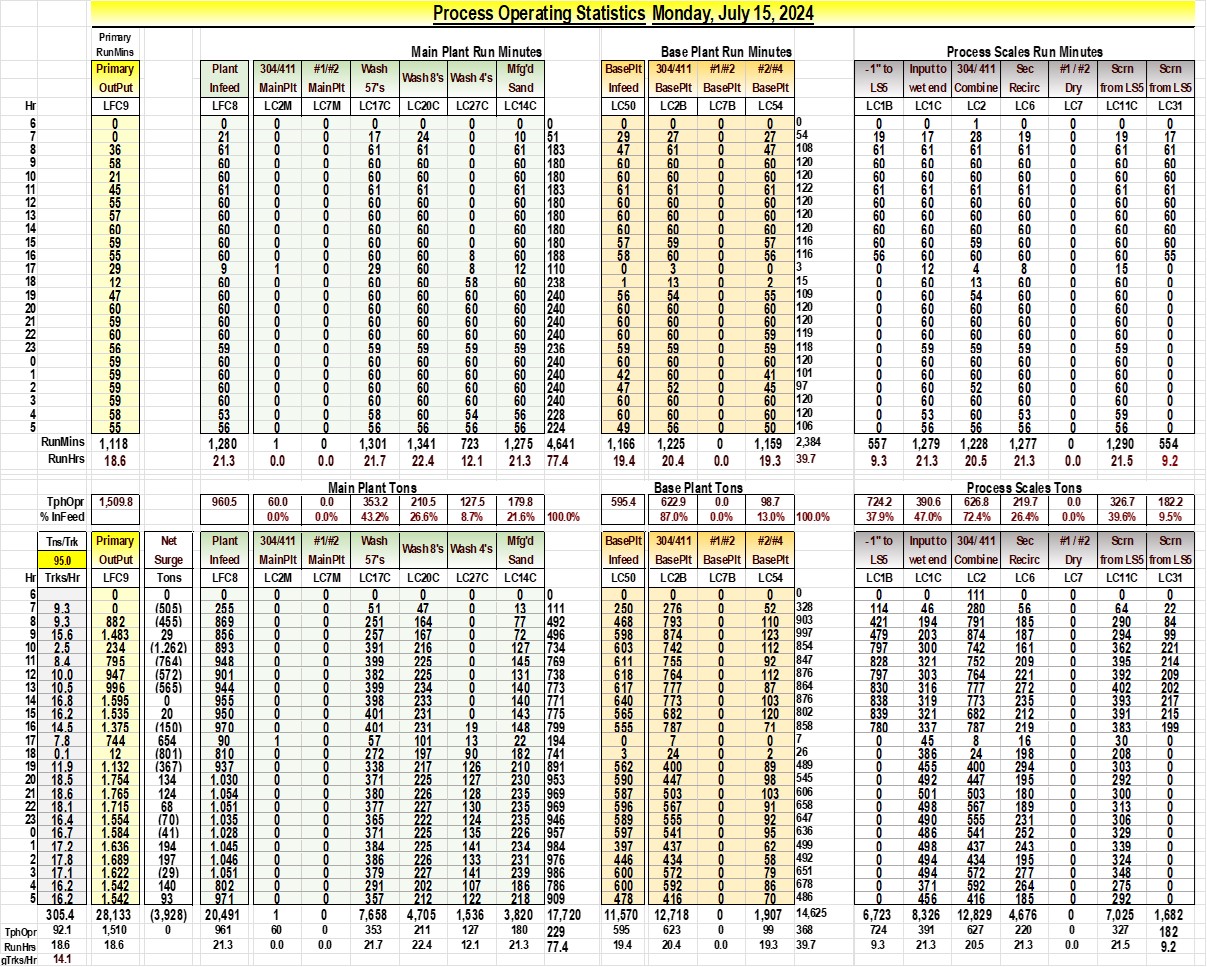 Process Operating Statistics Monday, July 15, 2024
Primary
RunMins Main Plant Run Minutes Base Plant Run Minutes Process Scales Run Minutes
Primary Plant 304/411 #1/#2 Wash Wash 8's Wash 4's Mfg'd BasePlt 304/411 #1/#2 #2/#4 -1" to Input to 304/ 411 Sec #1 / #2 Scrn Scrn
OutPut Infeed MainPlt MainPlt 57's Sand Infeed BasePlt BasePlt BasePlt LS5 wet end Combine Recirc Dry from LS5 from LS5
Hr LFC9 LFC8 LC2M LC7M LC17C LC20C LC27C LC14C LC50 LC2B LC7B LC54 LC1B LC1C LC2 LC6 LC7 LC11C LC31
6 0 0 0 0 0 0 0 0 0 0 0 0 0 0 0 0 1 0 0 0 0
7 0 21 0 0 17 24 0 10 51 29 27 0 27 54 19 17 28 19 0 19 17
8 36 61 0 0 61 61 0 61 183 47 61 0 47 108 61 61 61 61 0 61 61
9 58 60 0 0 60 60 0 60 180 60 60 0 60 120 60 60 60 60 0 60 60
10 21 60 0 0 60 60 0 60 180 60 60 0 60 120 60 60 60 60 0 60 60
11 45 61 0 0 61 61 0 61 183 61 61 0 61 122 61 61 61 61 0 61 61
12 55 60 0 0 60 60 0 60 180 60 60 0 60 120 60 60 60 60 0 60 60
13 57 60 0 0 60 60 0 60 180 60 60 0 60 120 60 60 60 60 0 60 60
14 60 60 0 0 60 60 0 60 180 60 60 0 60 120 60 60 60 60 0 60 60
15 59 60 0 0 60 60 0 60 180 57 59 0 57 116 60 60 59 60 0 60 60
16 55 60 0 0 60 60 8 60 188 58 60 0 56 116 56 60 60 60 0 60 55
17 29 9 1 0 29 60 8 12 110 0 3 0 0 3 0 12 4 8 0 15 0
18 12 60 0 0 60 60 58 60 238 1 13 0 2 15 0 60 13 60 0 60 0
19 47 60 0 0 60 60 60 60 240 56 54 0 55 109 0 60 54 60 0 60 0
20 60 60 0 0 60 60 60 60 240 60 60 0 60 120 0 60 60 60 0 60 0
21 59 60 0 0 60 60 60 60 240 60 60 0 60 120 0 60 60 60 0 60 0
22 60 60 0 0 60 60 60 60 240 60 60 0 59 119 0 60 60 60 0 60 0
23 56 59 0 0 59 59 59 59 236 59 59 0 59 118 0 59 60 59 0 60 0
0 59 60 0 0 60 60 60 60 240 60 60 0 60 120 0 60 60 60 0 60 0
1 59 60 0 0 60 60 60 60 240 42 60 0 41 101 0 60 60 60 0 60 0
2 59 60 0 0 60 60 60 60 240 47 52 0 45 97 0 60 52 60 0 60 0
3 59 60 0 0 60 60 60 60 240 60 60 0 60 120 0 60 60 60 0 60 0
4 58 53 0 0 58 60 54 56 228 60 60 0 60 120 0 53 60 53 0 59 0
5 55 56 0 0 56 56 56 56 224 49 56 0 50 106 0 56 56 56 0 56 0
RunMins 1,118 1,280 1 0 1,301 1,341 723 1,275 4,641 1,166 1,225 0 1,159 2,384 557 1,279 1,228 1,277 0 1,290 554
RunHrs 18.6 21.3 0.0 0.0 21.7 22.4 12.1 21.3 77.4 19.4 20.4 0.0 19.3 39.7 9.3 21.3 20.5 21.3 0.0 21.5 9.2
Main Plant Tons Base Plant Tons Process Scales Tons
TphOpr 1,509.8 960.5 60.0 0.0 353.2 210.5 127.5 179.8 595.4 622.9 0.0 98.7 724.2 390.6 626.8 219.7 0.0 326.7 182.2
% InFeed 0.0% 0.0% 43.2% 26.6% 8.7% 21.6% 100.0% 87.0% 0.0% 13.0% 100.0% 37.9% 47.0% 72.4% 26.4% 0.0% 39.6% 9.5%
Tns/Trk Primary Net Plant 304/411 #1/#2 Wash Wash 8's Wash 4's Mfg'd BasePlt 304/411 #1/#2 #2/#4 -1" to Input to 304/ 411 Sec #1 / #2 Scrn Scrn
95.0 OutPut Surge Infeed MainPlt MainPlt 57's Sand Infeed BasePlt BasePlt BasePlt LS5 wet end Combine Recirc Dry from LS5 from LS5
Hr Trks/Hr LFC9 Tons LFC8 LC2M LC7M LC17C LC20C LC27C LC14C LC50 LC2B LC7B LC54 LC1B LC1C LC2 LC6 LC7 LC11C LC31
6 0 0 0 0 0 0 0 0 0 0 0 0 0 0 0 0 0 111 0 0 0 0
7 9.3 0 (505) 255 0 0 51 47 0 13 111 250 276 0 52 328 114 46 280 56 0 64 22
8 9.3 882 (455) 869 0 0 251 164 0 77 492 468 793 0 110 903 421 194 791 185 0 290 84
9 15.6 1.483 29 856 0 0 257 167 0 72 496 598 874 0 123 997 479 203 874 187 0 294 99
10 2.5 234 (1.262) 893 0 0 391 216 0 127 734 603 742 0 112 854 797 300 742 161 0 362 221
11 8.4 795 (764) 948 0 0 399 225 0 145 769 611 755 0 92 847 828 321 752 209 0 395 214
12 10.0 947 (572) 901 0 0 382 225 0 131 738 618 764 0 112 876 797 303 764 221 0 392 209
13 10.5 996 (565) 944 0 0 399 234 0 140 773 617 777 0 87 864 830 316 777 272 0 402 202
14 16.8 1.595 0 955 0 0 398 233 0 140 771 640 773 0 103 876 838 319 773 235 0 393 217
15 16.2 1.535 20 950 0 0 401 231 0 143 775 565 682 0 120 802 839 321 682 212 0 391 215
16 14.5 1.375 (150) 970 0 0 401 231 19 148 799 555 787 0 71 858 780 337 787 219 0 383 199
17 7.8 744 654 90 1 0 57 101 13 22 194 0 7 0 0 7 0 45 8 16 0 30 0
18 0.1 12 (801) 810 0 0 272 197 90 182 741 3 24 0 2 26 0 386 24 198 0 208 0
19 11.9 1.132 (367) 937 0 0 338 217 126 210 891 562 400 0 89 489 0 455 400 294 0 303 0
20 18.5 1.754 134 1.030 0 0 371 225 127 230 953 590 447 0 98 545 0 492 447 195 0 292 0
21 18.6 1.765 124 1.054 0 0 380 226 128 235 969 587 503 0 103 606 0 501 503 180 0 300 0
22 18.1 1.715 68 1.051 0 0 377 227 130 235 969 596 567 0 91 658 0 498 567 189 0 313 0
23 16.4 1.554 (70) 1.035 0 0 365 222 124 235 946 589 555 0 92 647 0 490 555 231 0 306 0
0 16.7 1.584 (41) 1.028 0 0 371 225 135 226 957 597 541 0 95 636 0 486 541 252 0 329 0
1 17.2 1.636 194 1.045 0 0 384 225 141 234 984 397 437 0 62 499 0 498 437 243 0 339 0
2 17.8 1.689 197 1.046 0 0 386 226 133 231 976 446 434 0 58 492 0 494 434 195 0 324 0
3 17.1 1.622 (29) 1.051 0 0 379 227 141 239 986 600 572 0 79 651 0 494 572 277 0 348 0
4 16.2 1.542 140 802 0 0 291 202 107 186 786 600 592 0 86 678 0 371 592 264 0 275 0
5 16.2 1.542 93 971 0 0 357 212 122 218 909 478 416 0 70 486 0 456 416 185 0 292 0
305.4 28,133 (3,928) 20,491 1 0 7,658 4,705 1,536 3,820 17,720 11,570 12,718 0 1,907 14,625 6,723 8,326 12,829 4,676 0 7,025 1,682
TphOpr 92.1 1,510 0 961 60 0 353 211 127 180 229 595 623 0 99 368 724 391 627 220 0 327 182
RunHrs 18.6 18.6 21.3 0.0 0.0 21.7 22.4 12.1 21.3 77.4 19.4 20.4 0.0 19.3 39.7 9.3 21.3 20.5 21.3 0.0 21.5 9.2
gTrks/Hr 14.1